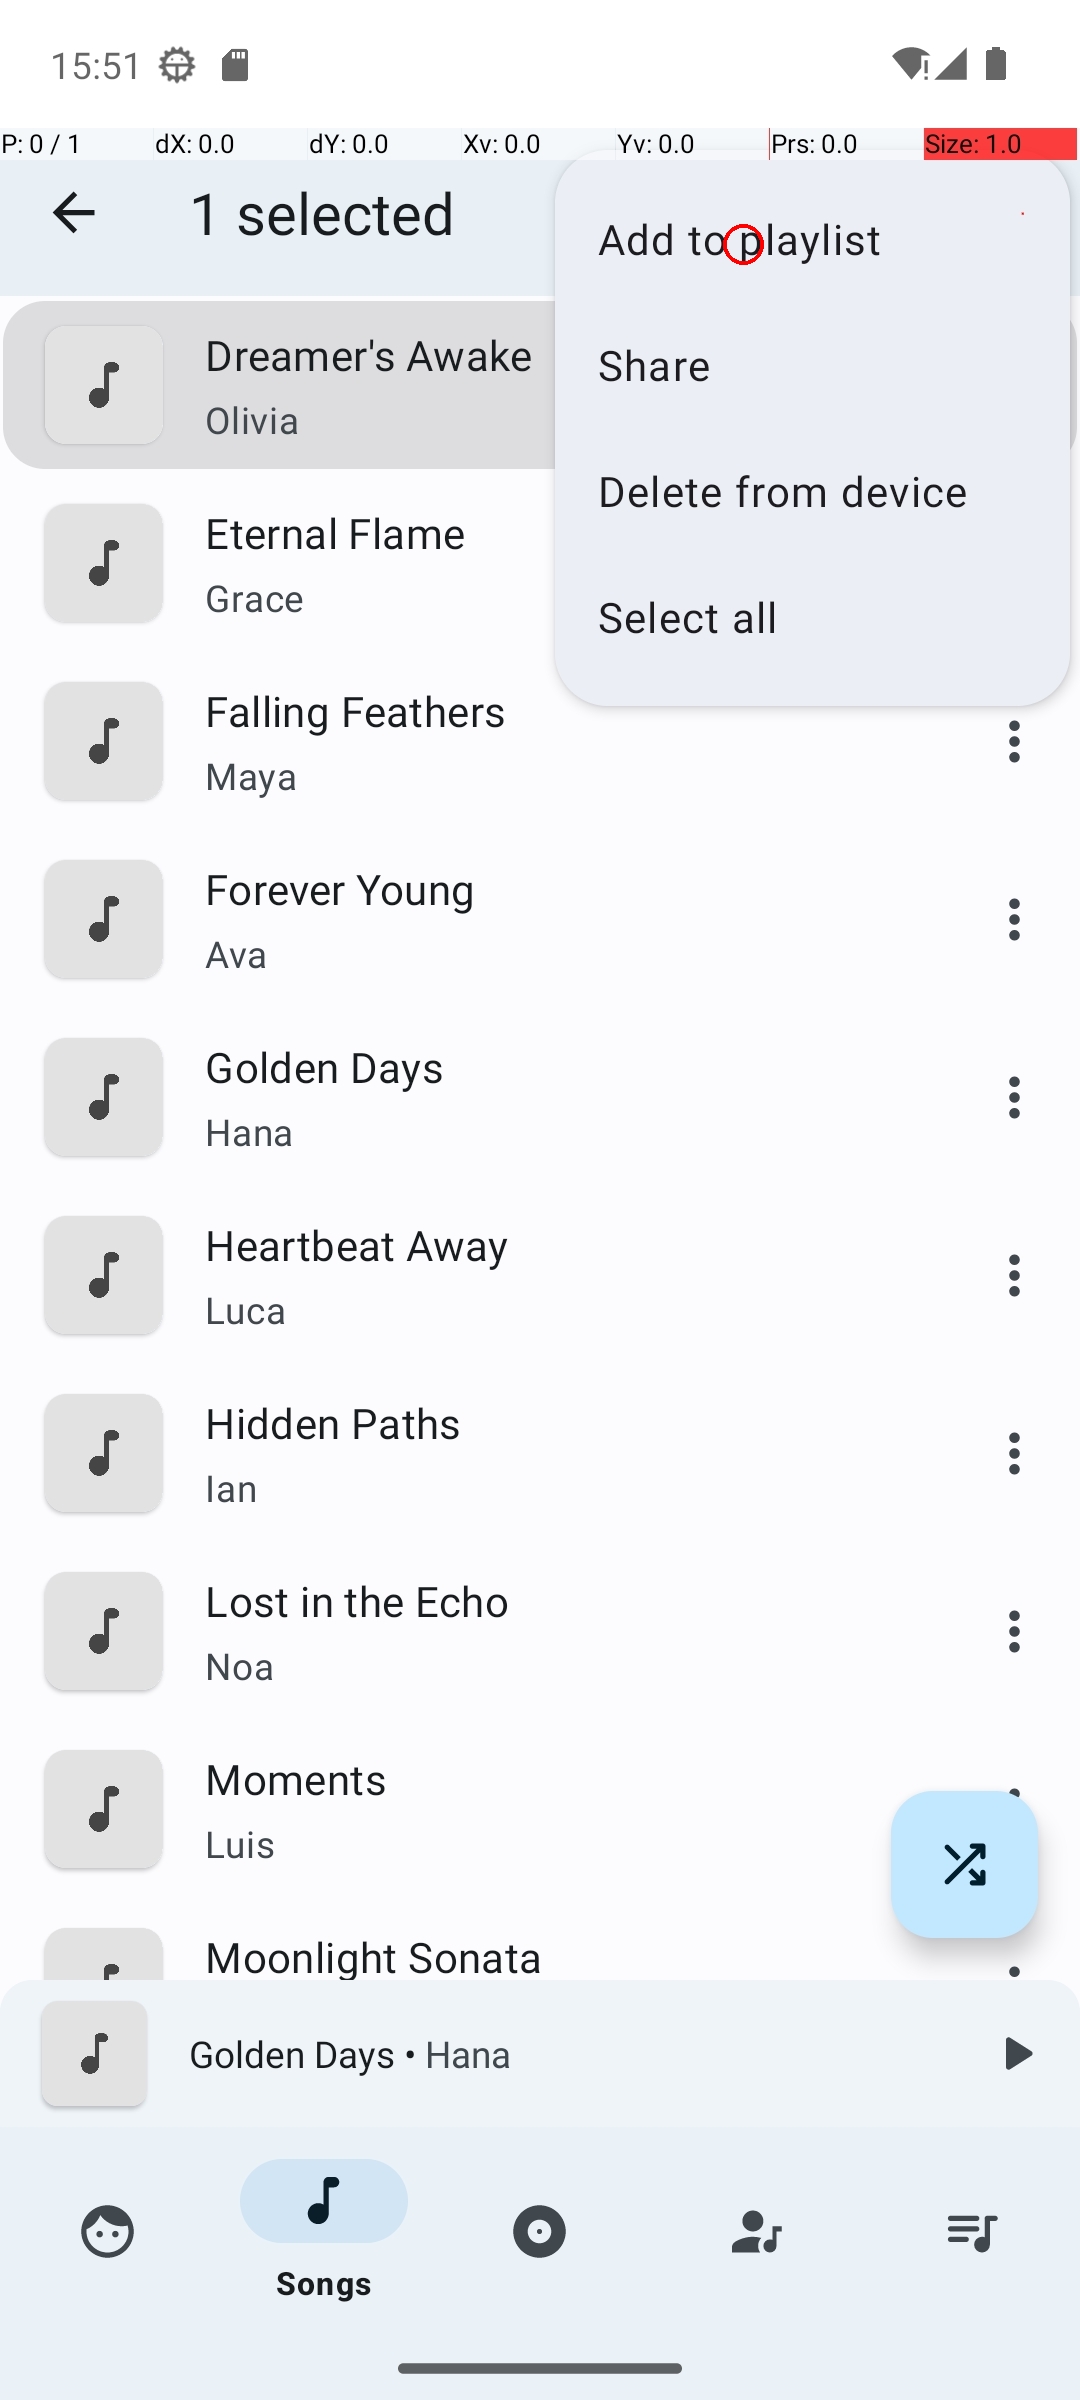 15:51
P: 0 / 1 dX: 0.0 dY: 0.0 Xv: 0.0 Yv: 0.0 Prs: 0.0 Size: 1.0
1 selected
Add to playlist
Share
Delete from device
Select all
Dreamer's Awake
Olivia
Eternal Flame
Grace
Falling Feathers
Maya
Forever Young
Ava
Golden Days
Hana
Heartbeat Away
Luca
Hidden Paths
Ian
Lost in the Echo
Noa
Moments
Luis
Moonlight Sonata
Golden Days • Hana
Songs